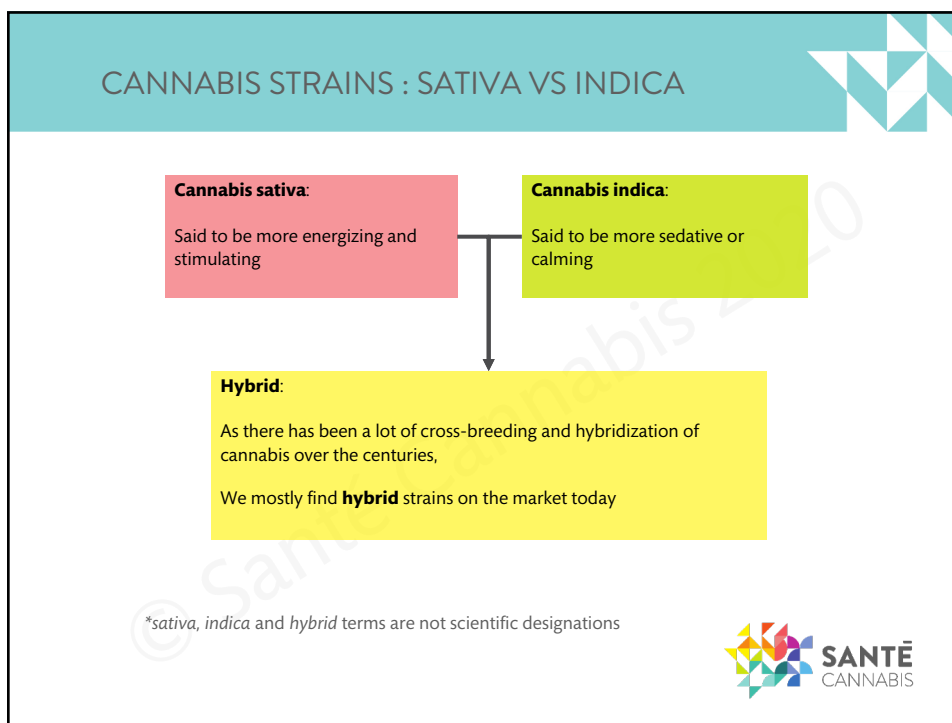 CANNABIS STRAINS : SATIVA VS INDICA
Cannabis sativa:
Said to be more energizing and
stimulating
Cannabis indica:
Said to be more sedative or
calming
Hybrid:
As there has been a lot of cross-breeding and hybridization of
cannabis over the centuries,
We mostly find hybrid strains on the market today
© Santé Cannabis 2020
*sativa, indica and hybrid terms are not scientific designations
SANTÉ
CANNABIS